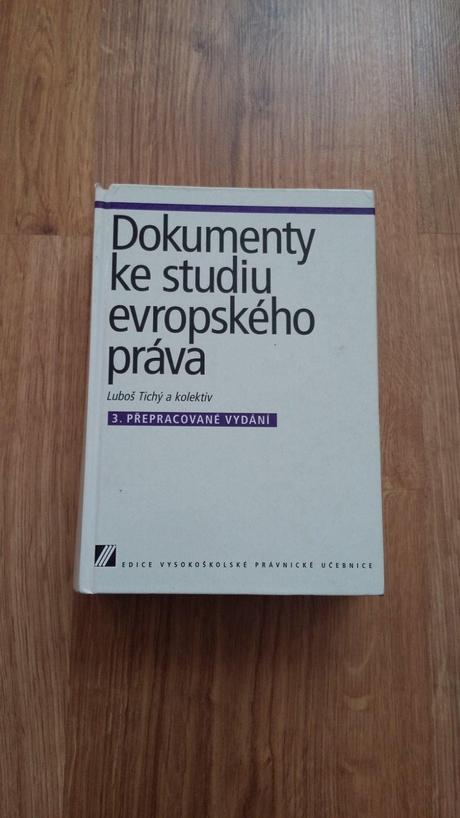 Dokumenty
ke studiu
evropského
práva
Luboš Tichý a kolektiv
3. PŘEPRACOVANÉ VYDÁNÍ
EDICE VYSOKOŠKOLSKÉ PRÁVNICKÉ UČEBNICE